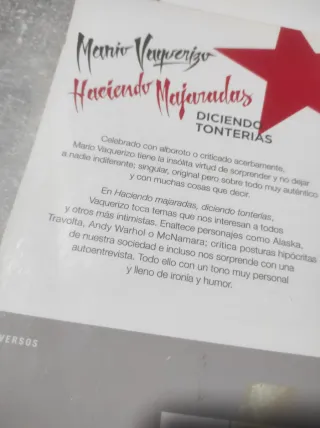 Mario Vaquerizo
Haciendo Majaradas
DICIENDO
TONTERIAS
Celebrado con alboroto o criticado acerbamente,
Mario Vaquerizo tiene la insólita virtud de sorprender y no dejar
a nadie indiferente; singular, original pero sobre todo muy auténtico
y con muchas cosas que decir.
En Haciendo majaradas, diciendo tonterías,
Vaquerizo toca temas que nos interesan a todos
y otros más intimistas. Enaltece personajes como Alaska,
Travolta, Andy Warhol o McNamara; critica posturas hipócritas
de nuestra sociedad e incluso nos sorprende con una
autoentrevista. Todo ello con un tono muy personal
y lleno de ironía y humor.
VERSOS